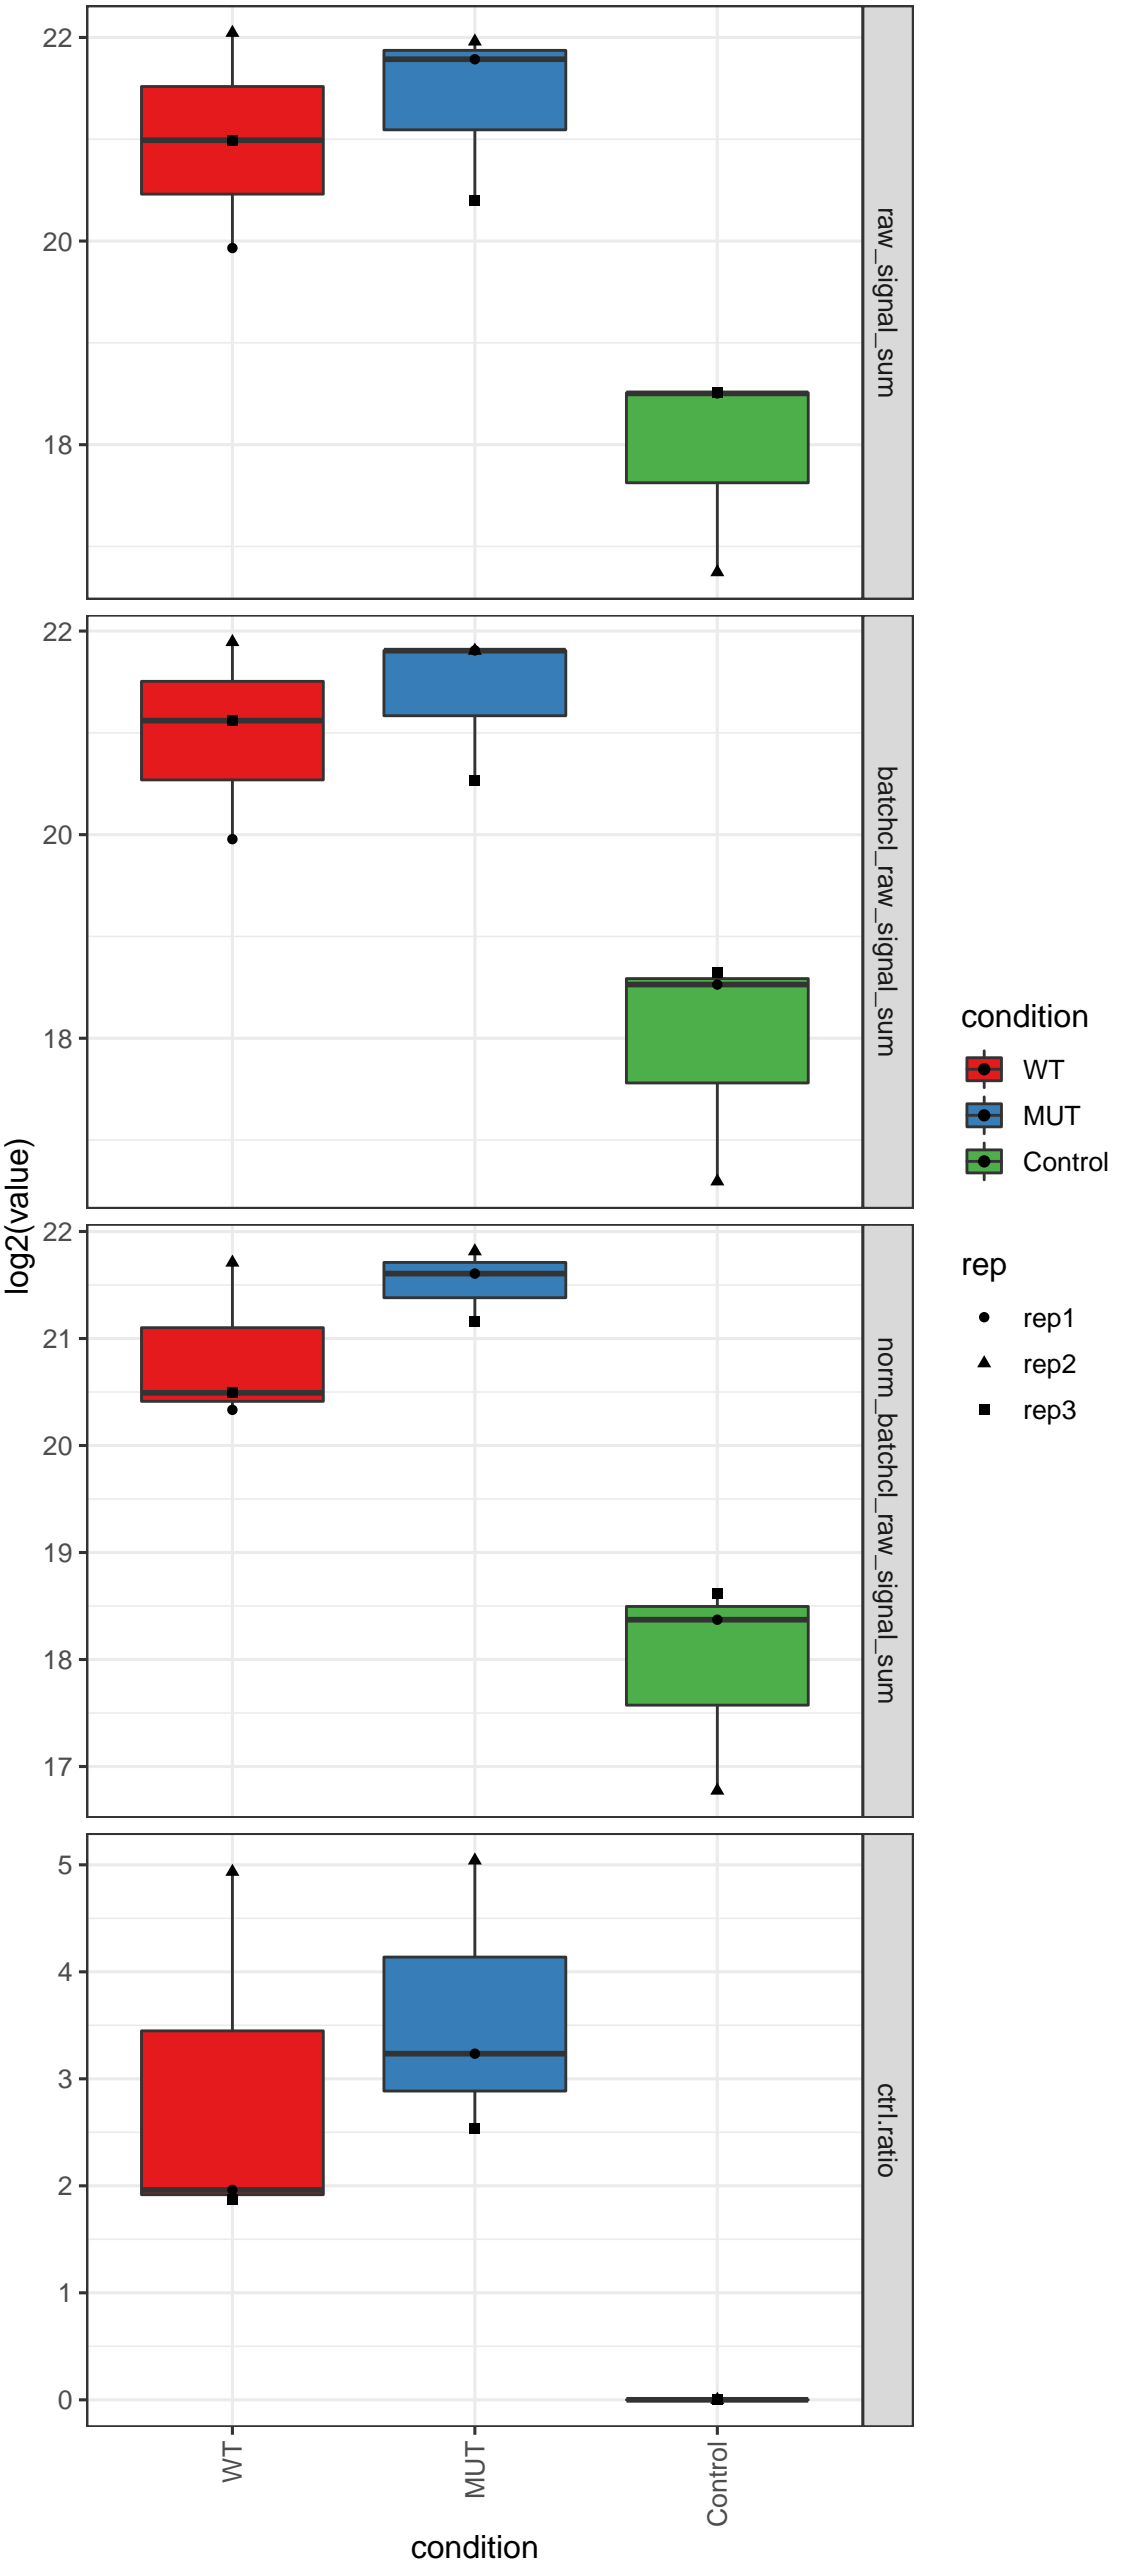 22
20
18
raw_signal_sum
22
20
18
batchcl_raw_signal_sum
22
21
20
19
18
17
norm_batchcl_raw_signal_sum
5
4
3
2
1
0
ctrl.ratio
log2(value)
WT
MUT
Control
condition
condition
WT
MUT
Control
rep
rep1
rep2
rep3